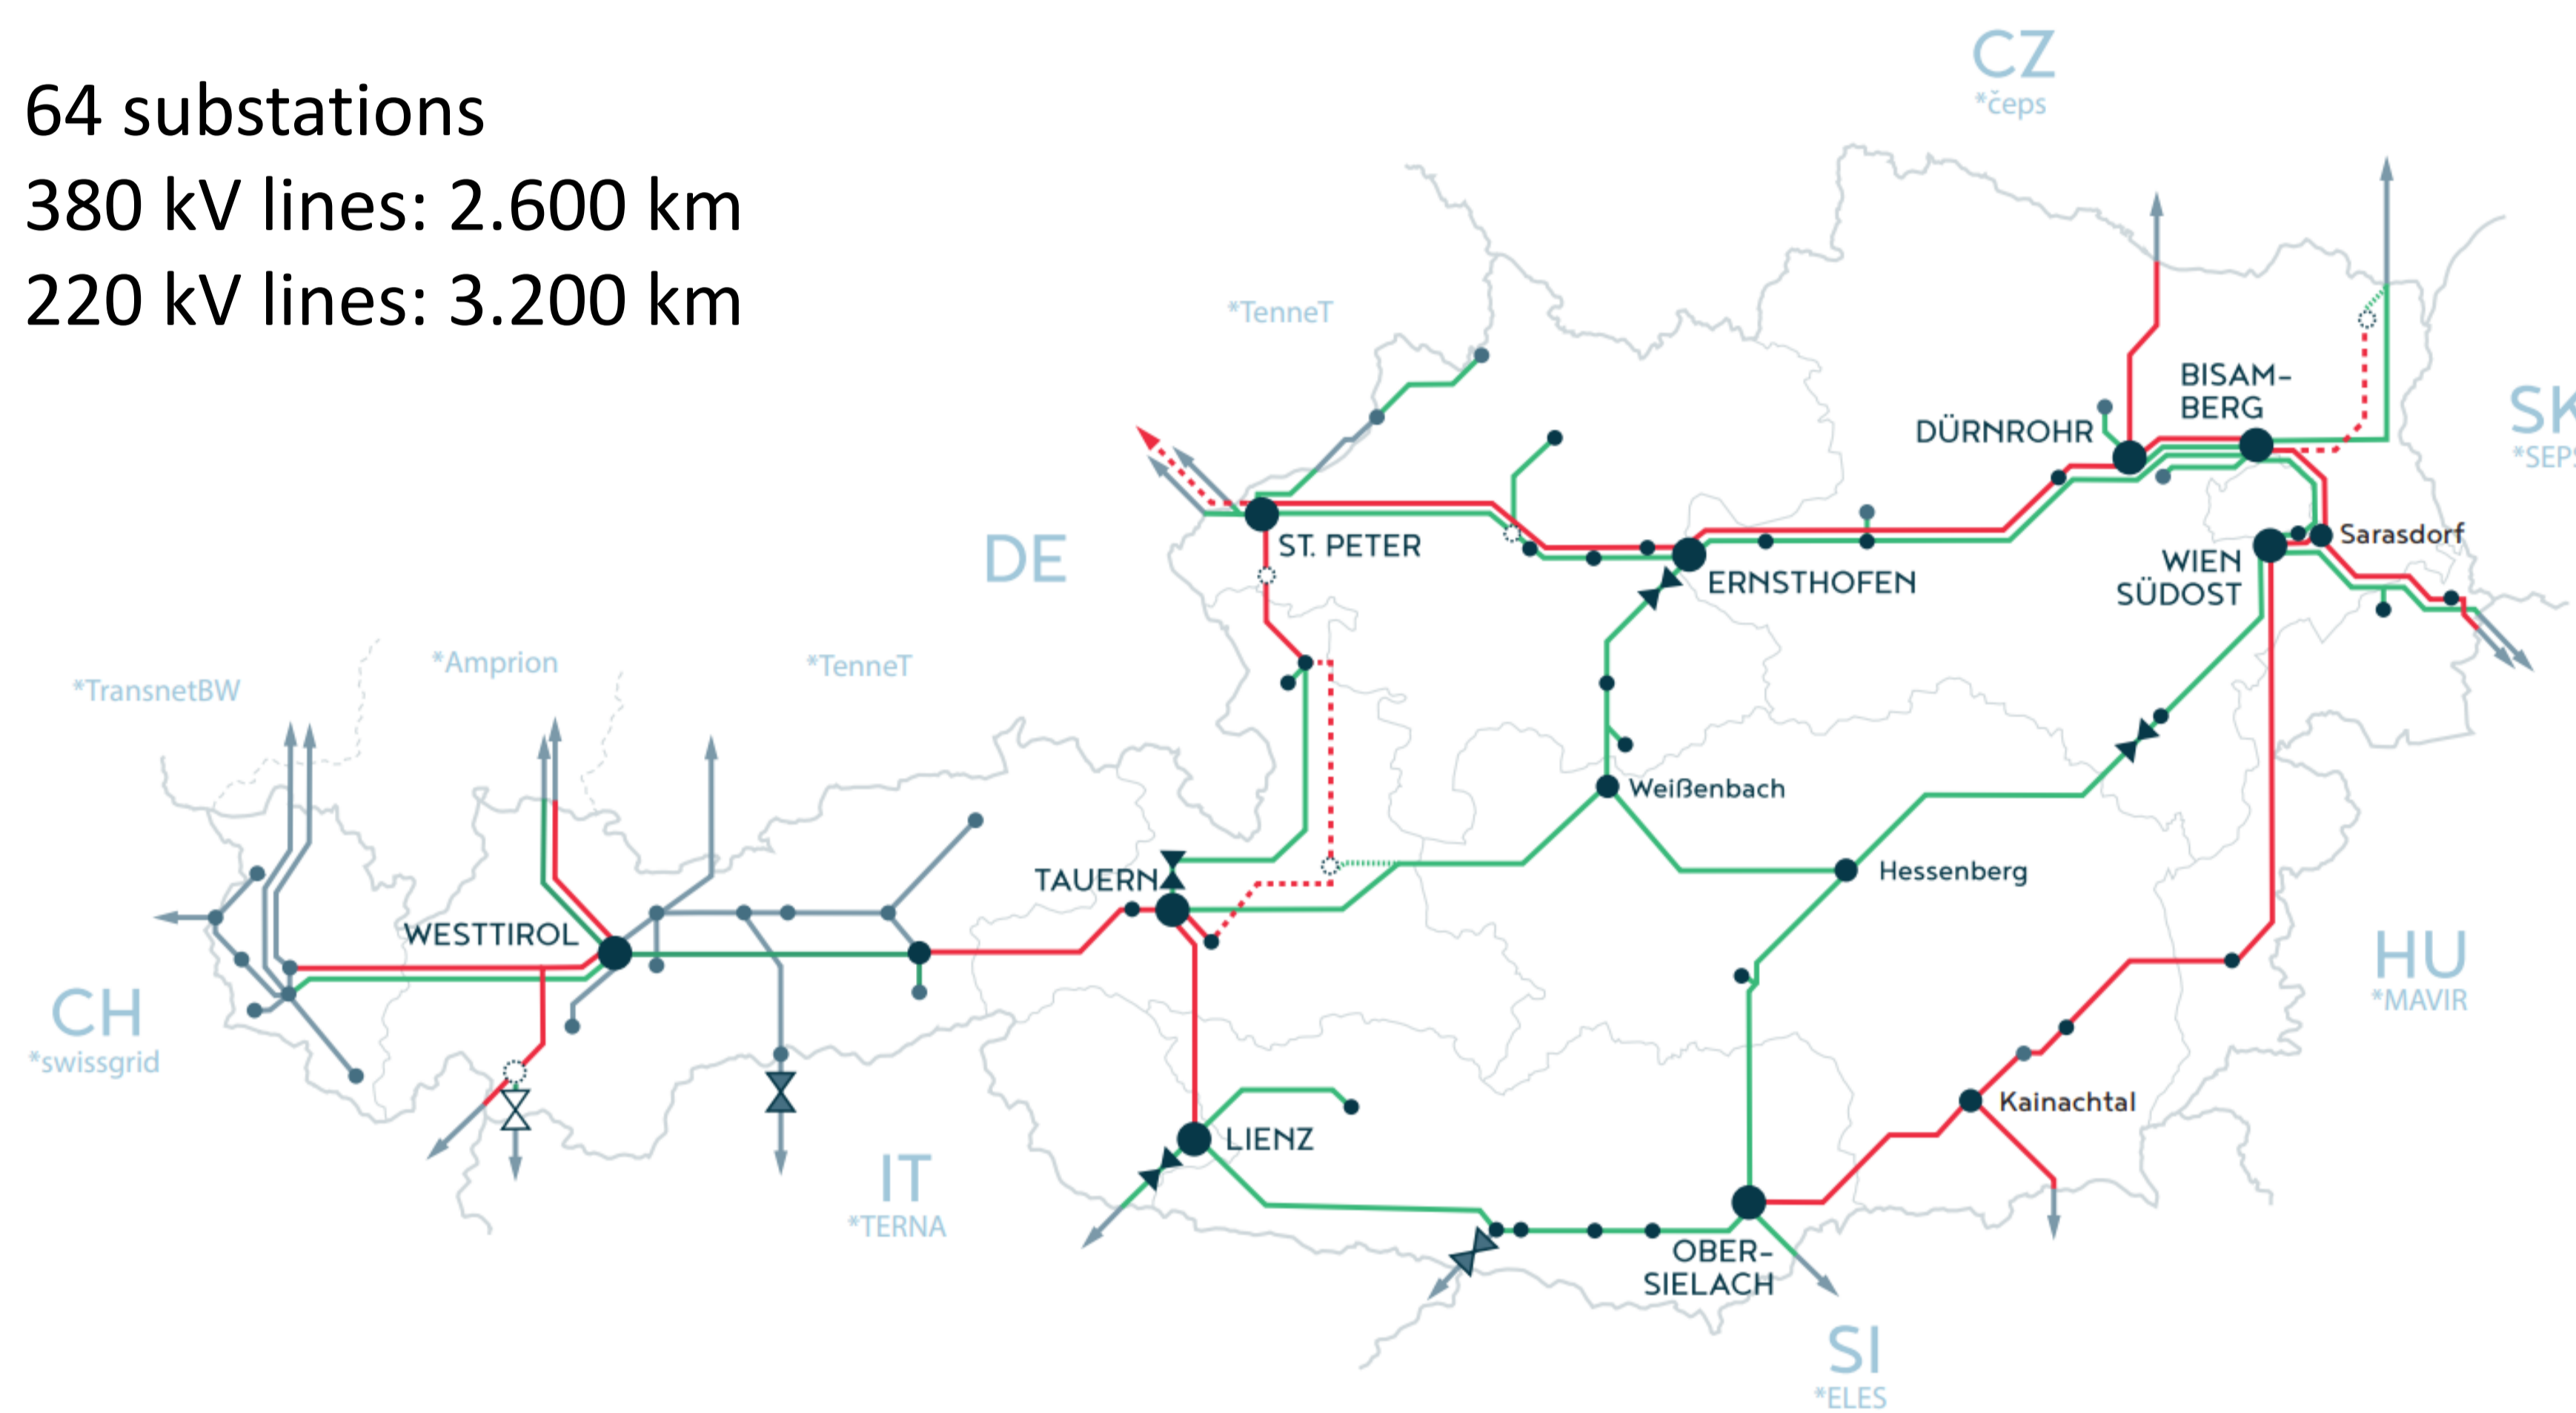 64 substations
380 kV lines: 2.600 km
220 kV lines: 3.200 km
CZ
*čeps
*TenneT
BISAM-
BERG
DÜRNROHR
SK
*SEPS
DE
ST. PETER
ERNSTHOFEN
Sarasdorf
WIEN
SÜDOST
*TransnetBW
*Amprion
*TenneT
Weißenbach
TAUERN
Hessenberg
WESTTIROL
HU
*MAVIR
CH
*swissgrid
Kainachtal
LIENZ
IT
*TERNA
OBER-
SIELACH
SI
*ELES